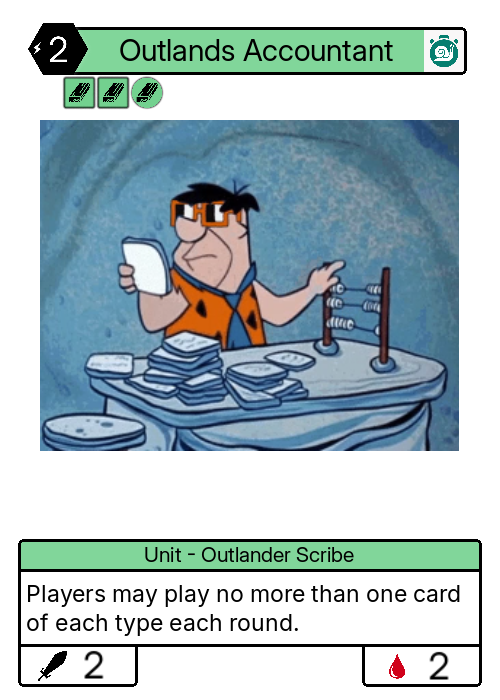 2 Outlands Accountant
Unit - Outlander Scribe
Players may play no more than one card
of each type each round.
2 2